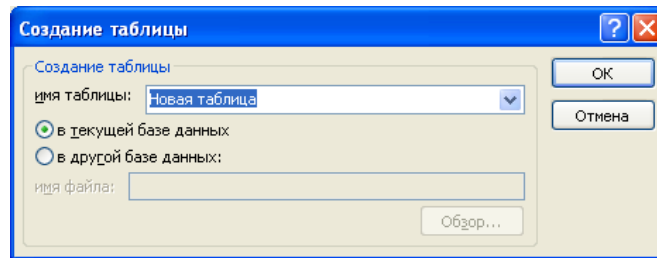 Создание таблицы
Создание таблицы
имя таблицы: Новая таблица
в текущей базе данных
в другой базе данных:
имя файла:
Обзор...
ОК
Отмена